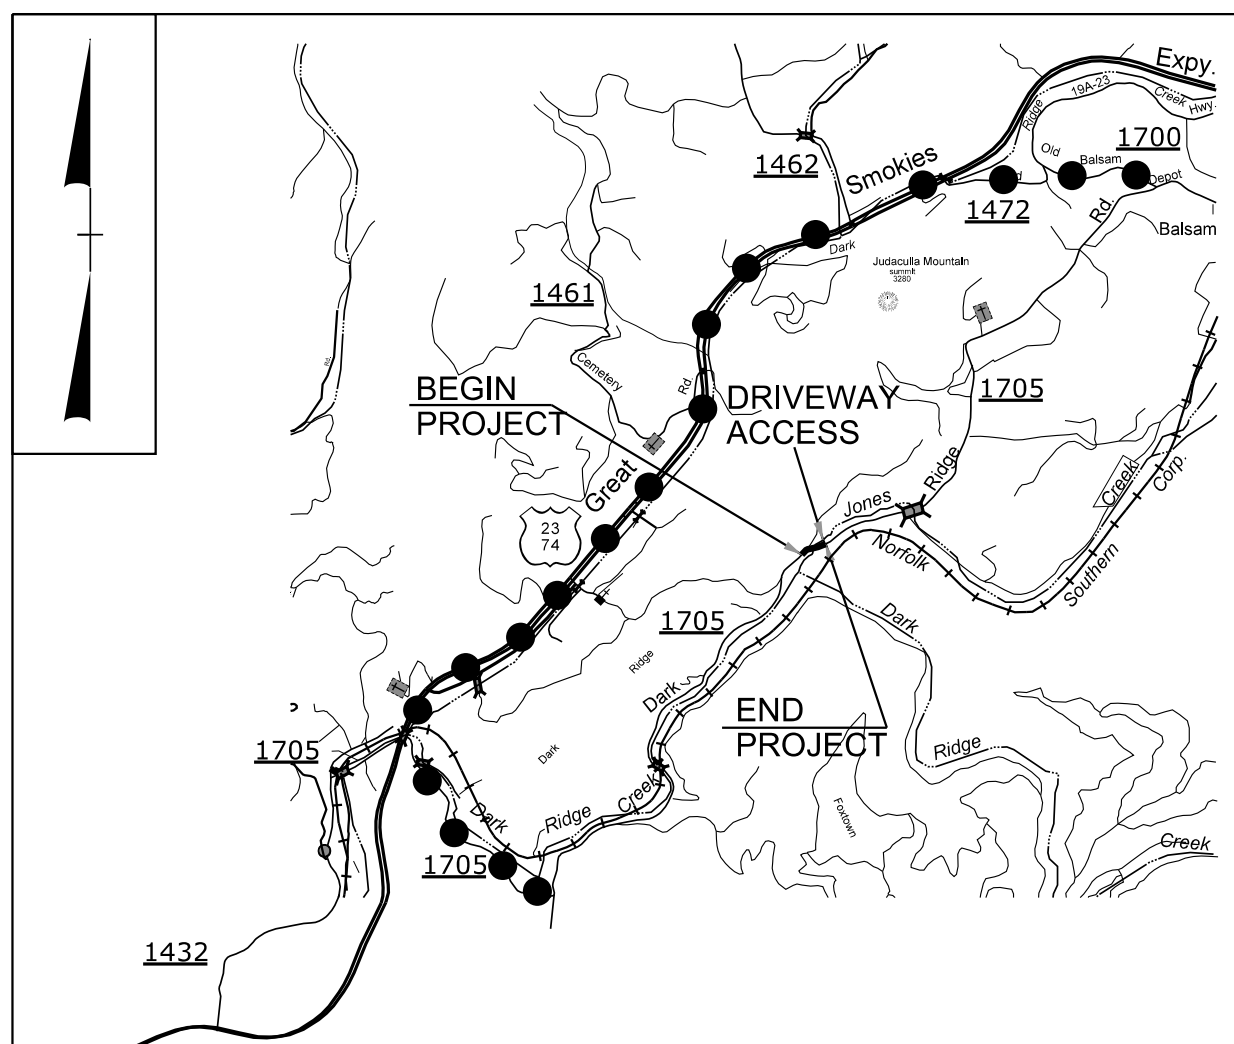 Expy.
19A-23
Creek
Hwy.
Ridge
1700
Old
Balsam
Depot
1462
Smokies
1472
Rd.
Balsam
Dark
Judaculla Mountain
summit
3280
1461
Cemetery
Rd.
BEGIN
PROJECT
DRIVEWAY
ACCESS
1705
Great
Ridge
Creek
Corp.
Jones
23
74
Norfolk
Southern
1705
Dark
Ridge
Dark
END
PROJECT
Ridge
1705
Dark
Creek
Dark
Ridge
Foxtown
1705
Creek
1432